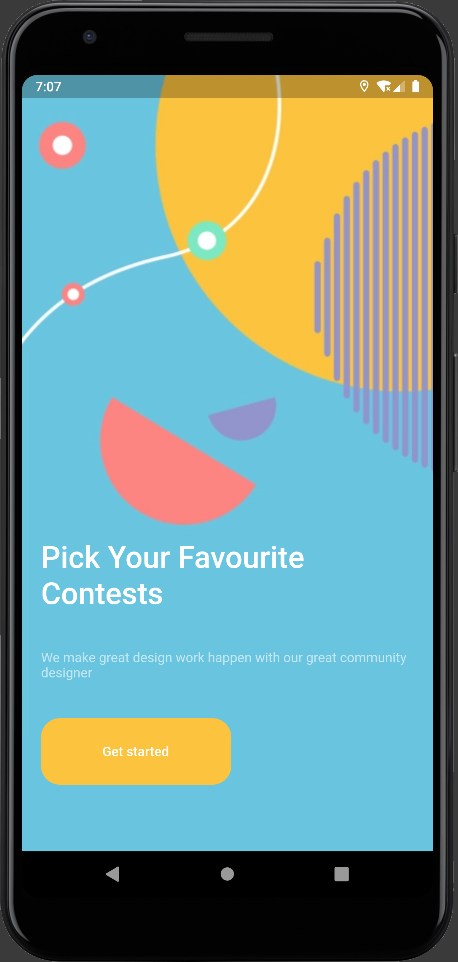 7:07
Pick Your Favourite
Contests
We make great design work happen with our great community
designer
Get started